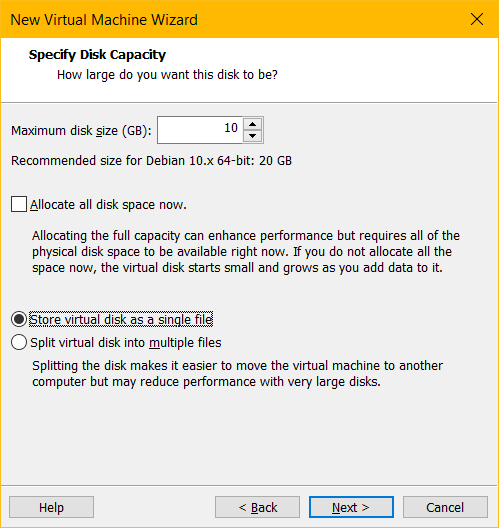 New Virtual Machine Wizard
Specify Disk Capacity
How large do you want this disk to be?
Maximum disk size (GB): 10
Recommended size for Debian 10.x 64-bit: 20 GB
Allocate all disk space now.
Allocating the full capacity can enhance performance but requires all of the
physical disk space to be available right now. If you do not allocate all the
space now, the virtual disk starts small and grows as you add data to it.
Store virtual disk as a single file
Split virtual disk into multiple files
Splitting the disk makes it easier to move the virtual machine to another
computer but may reduce performance with very large disks.
Help < Back Next > Cancel